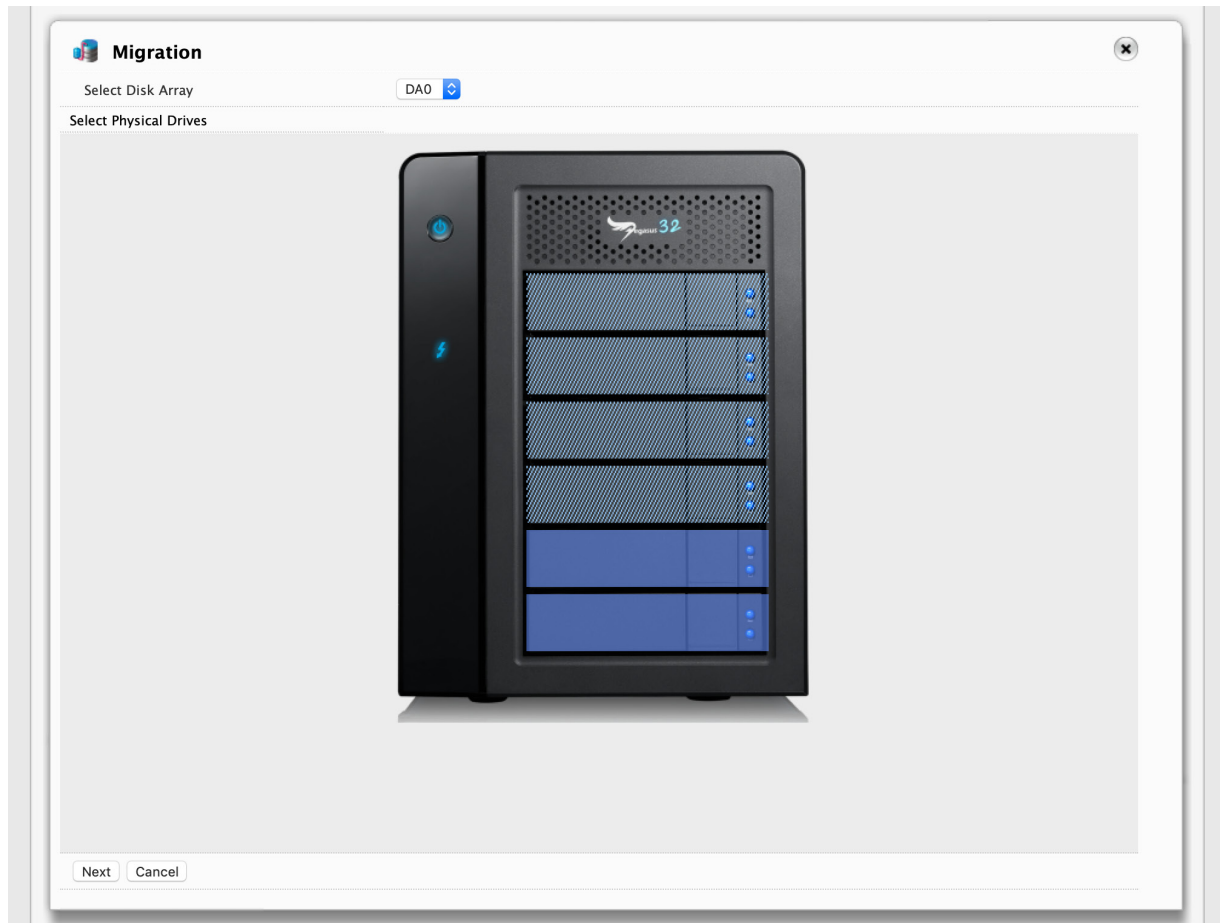 Migration
Select Disk Array DA0
Select Physical Drives
Pegasus 32
Next Cancel